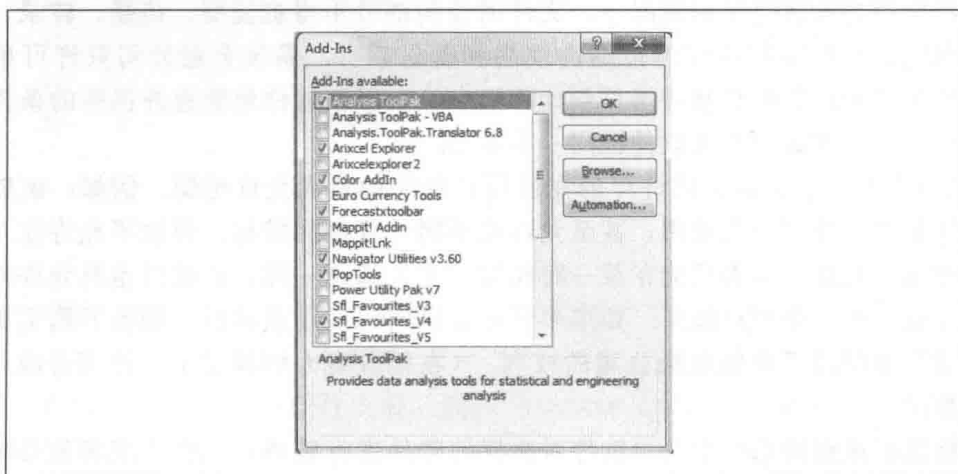 Add-Ins
Add-Ins available:
Analysis ToolPak
Analysis ToolPak - VBA
Analysis.ToolPak.Translator 6.8
Arixcel Explorer
Arixcelexplorer2
Color AddIn
Euro Currency Tools
Forecastxtoolbar
Mappit! Addin
Mappit!Lnk
Navigator Utilities v3.60
PopTools
Power Utility Pak v7
Sfl_Favourites_V3
Sfl_Favourites_V4
Sfl_Favourites_V5
OK
Cancel
Browse...
Automation...
Analysis ToolPak
Provides data analysis tools for statistical and engineering
analysis